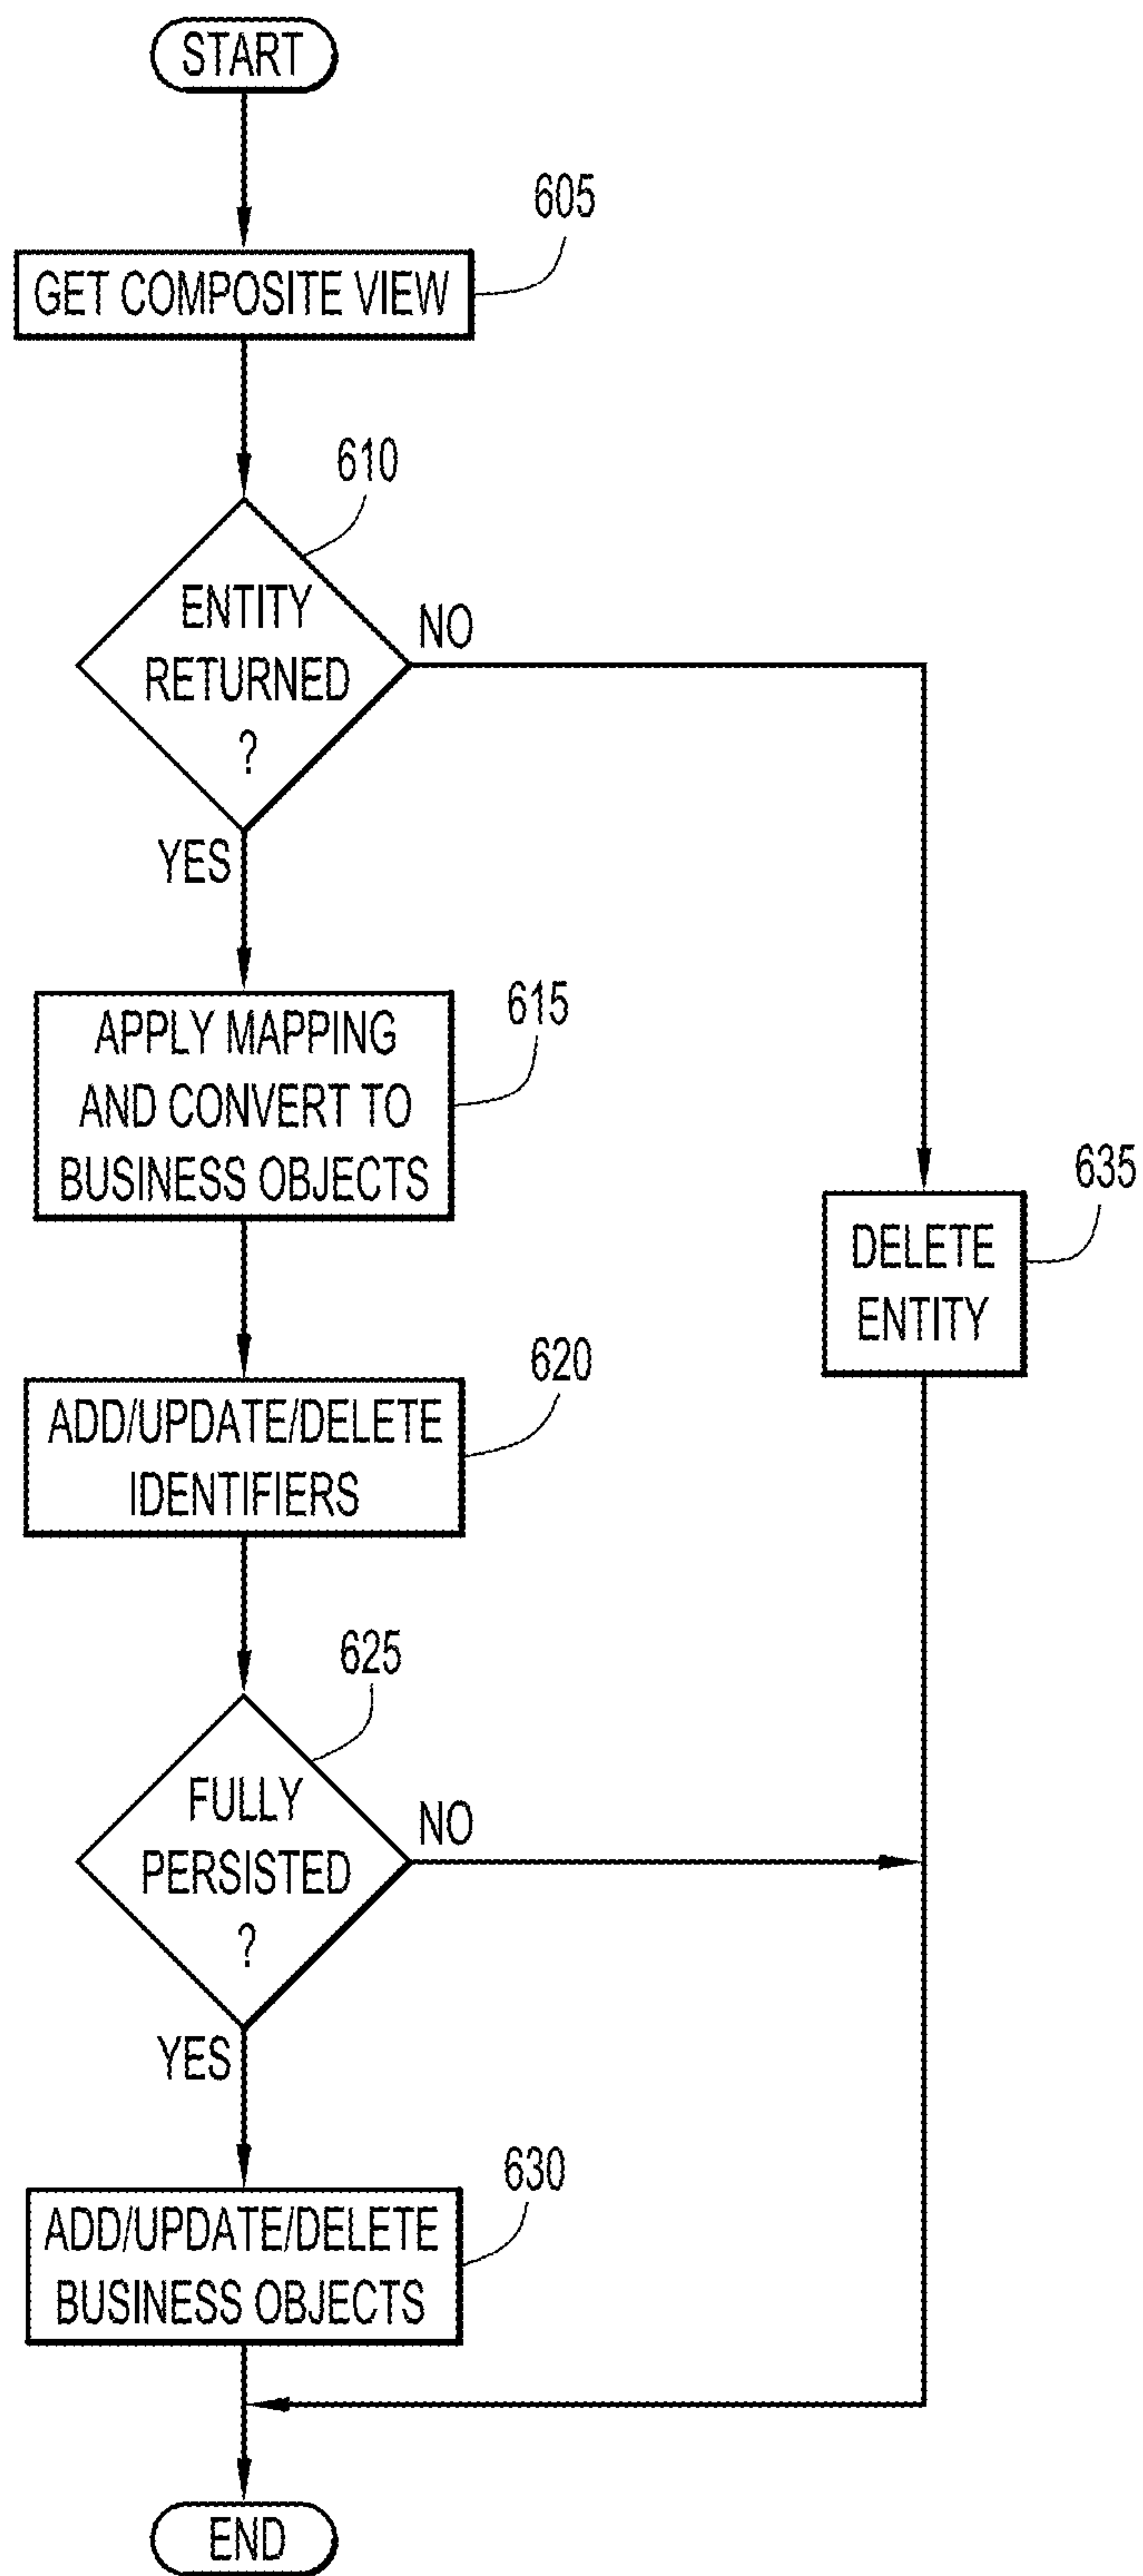 START
605
GET COMPOSITE VIEW
610
ENTITY
RETURNED
?
NO
YES
615
APPLY MAPPING
AND CONVERT TO
BUSINESS OBJECTS
635
DELETE
ENTITY
620
ADD/UPDATE/DELETE
IDENTIFIERS
625
FULLY
PERSISTED
?
NO
YES
630
ADD/UPDATE/DELETE
BUSINESS OBJECTS
END